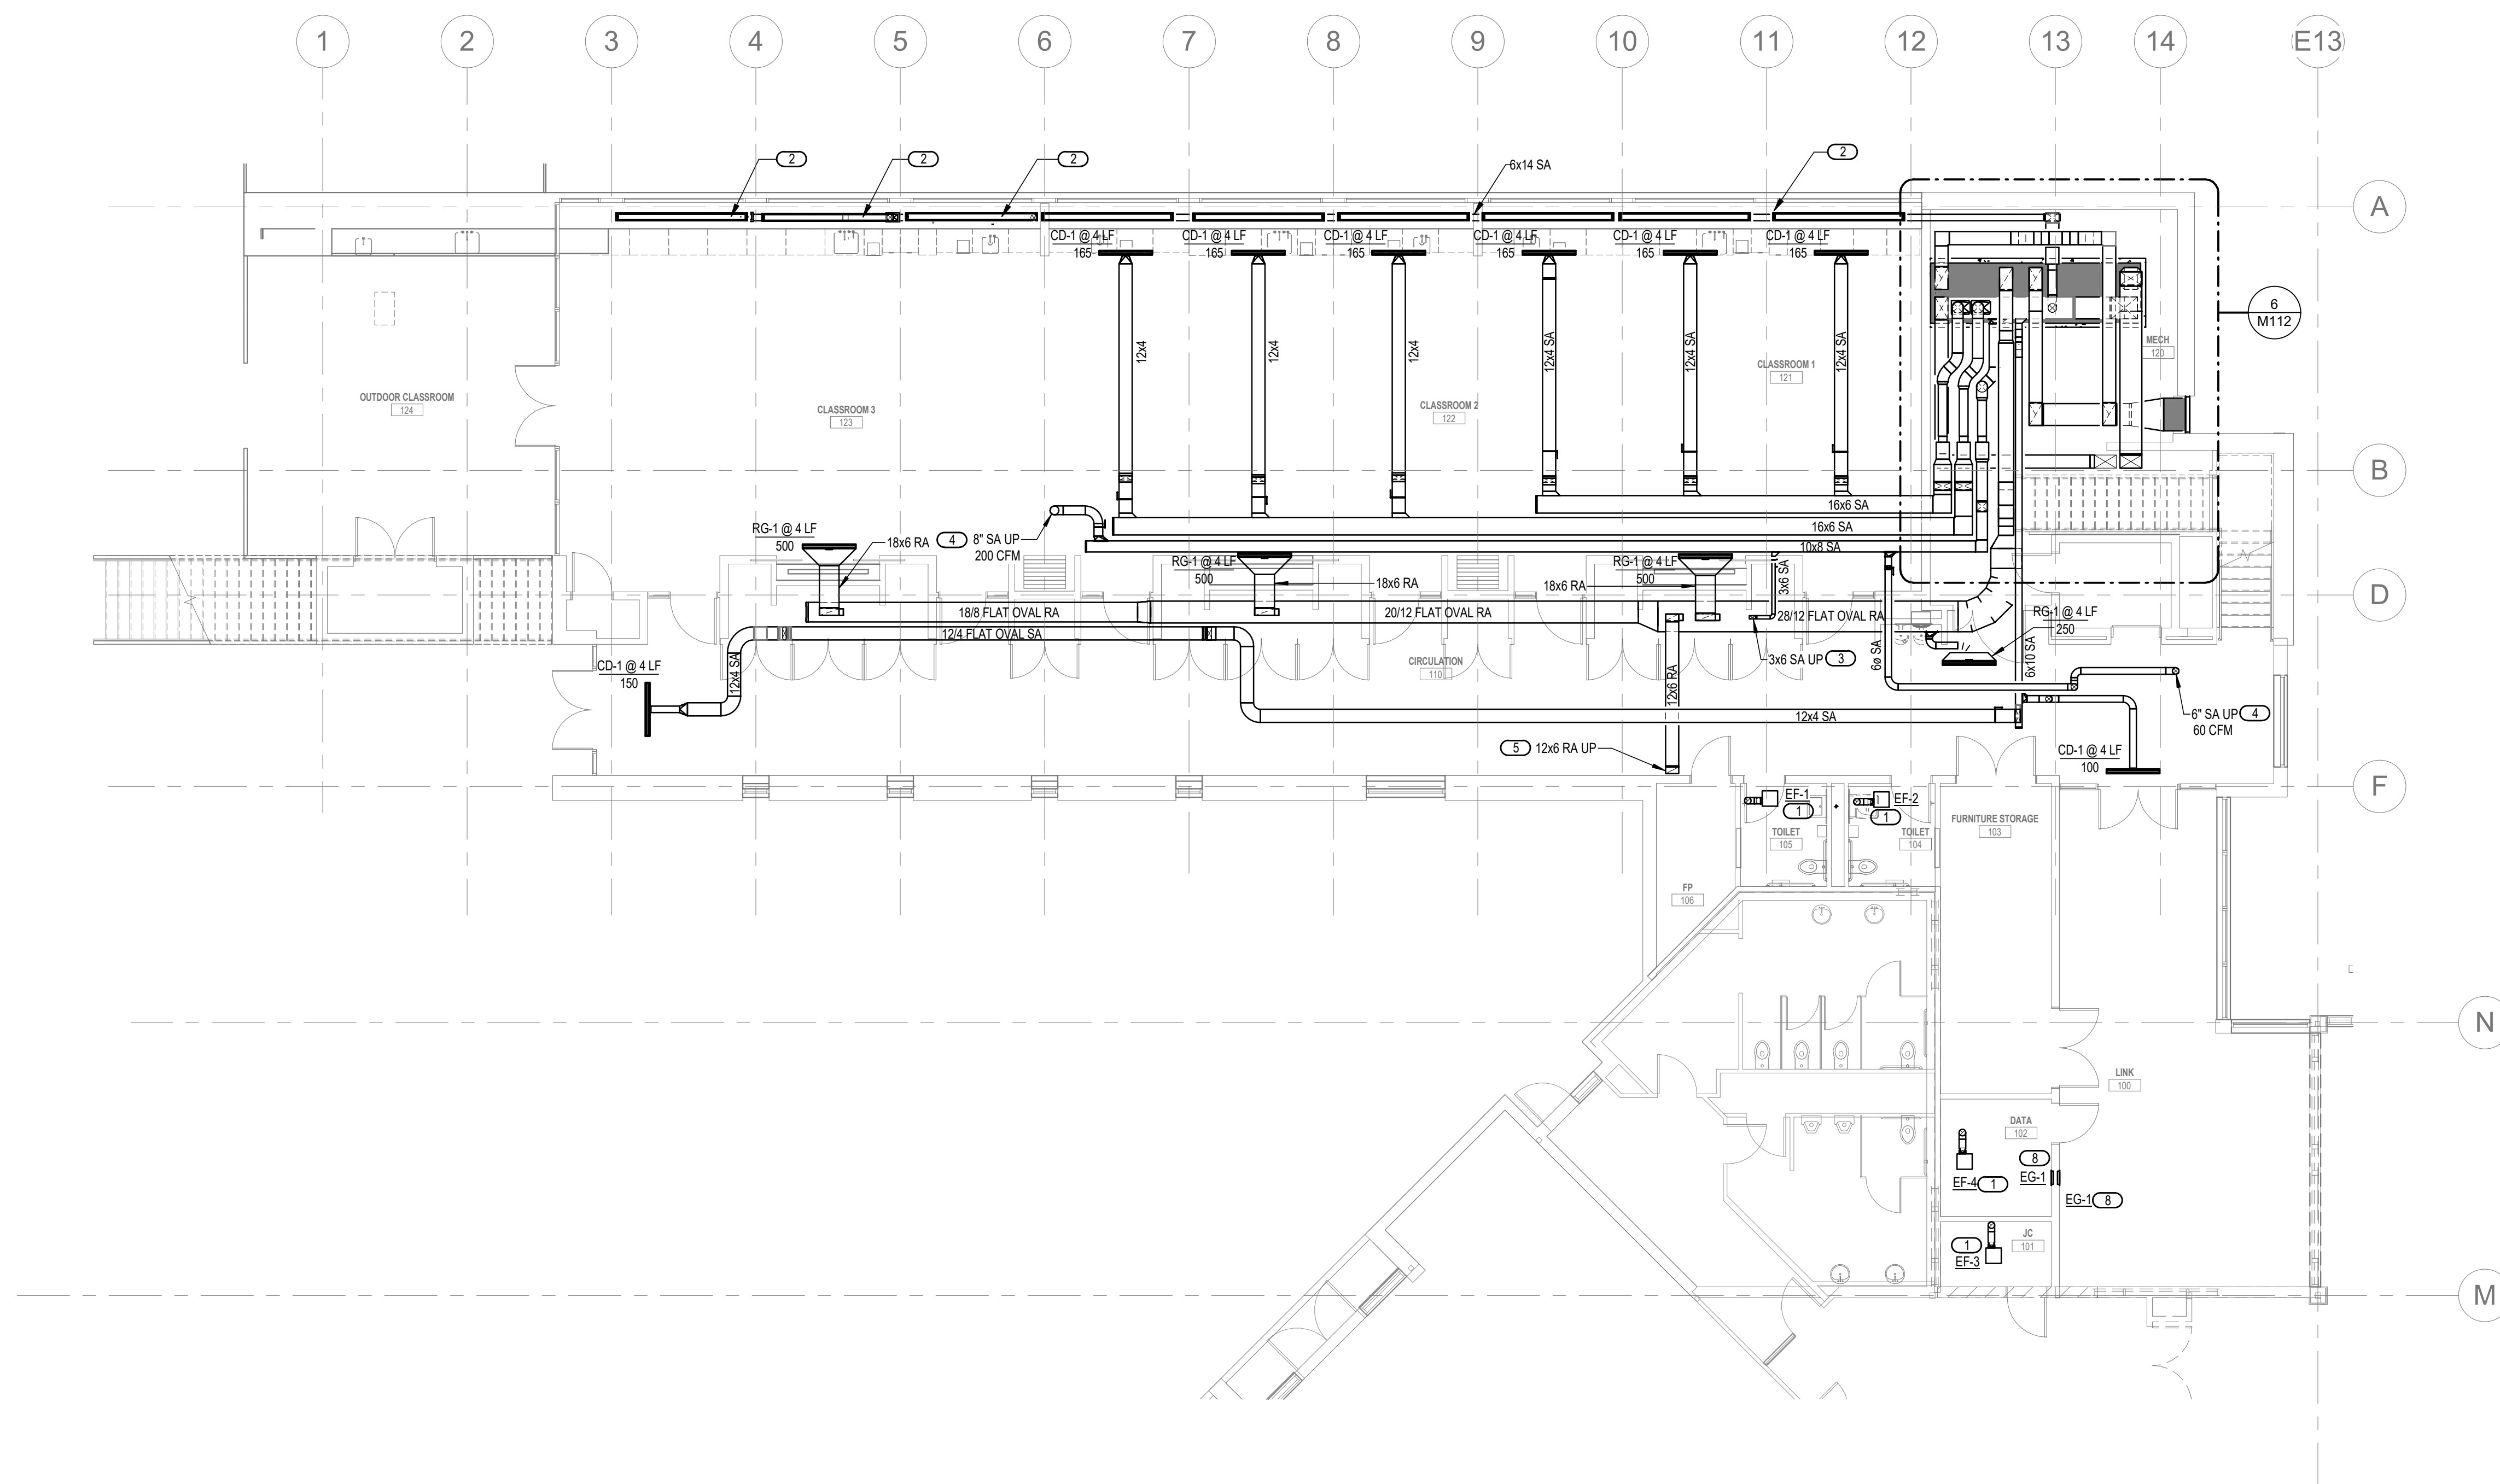 1
2
3
4
5
6
7
8
9
10
11
12
13
14
E13
2
2
2
6x14 SA
2
A
CD-1 @ 4 LF
165
CD-1 @ 4 LF
165
CD-1 @ 4 LF
165
CD-1 @ 4 LF
165
CD-1 @ 4 LF
165
CD-1 @ 4 LF
165
6
M112
12x4
12x4
12x4
12x4 SA
12x4 SA
12x4 SA
MECH
120
CLASSROOM 1
121
OUTDOOR CLASSROOM
124
CLASSROOM 3
123
CLASSROOM 2
122
B
16x6 SA
16x6 SA
10x8 SA
RG-1 @ 4 LF
500
18x6 RA
4
8" SA UP
200 CFM
RG-1 @ 4 LF
500
18x6 RA
RG-1 @ 4 LF
500
18x6 RA
3x6 SA
D
18/8 FLAT OVAL RA
20/12 FLAT OVAL RA
28/12 FLAT OVAL RA
RG-1 @ 4 LF
250
12/4 FLAT OVAL SA
CD-1 @ 4 LF
150
12x4 SA
CIRCULATION
110
3x6 SA UP
3
6ø SA
6x10 SA
12x6 RA
12x4 SA
6" SA UP
4
60 CFM
5
12x6 RA UP
CD-1 @ 4 LF
100
F
EF-1
1
EF-2
1
TOILET
105
TOILET
104
FURNITURE STORAGE
103
FP
106
N
LINK
100
DATA
102
8
EG-1
EF-4
1
EG-1
8
1
EF-3
JC
101
M